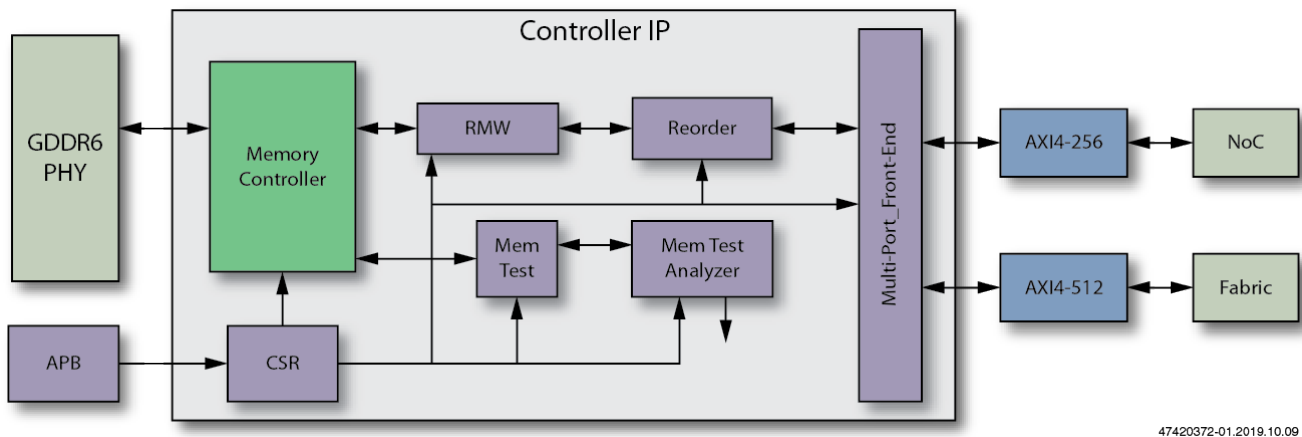 Controller IP
GDDR6
PHY
Memory
Controller
RMW
Reorder
Multi-Port_Front-End
AXI4-256
NoC
Mem
Test
Mem Test
Analyzer
AXI4-512
Fabric
APB
CSR
47420372-01.2019.10.09